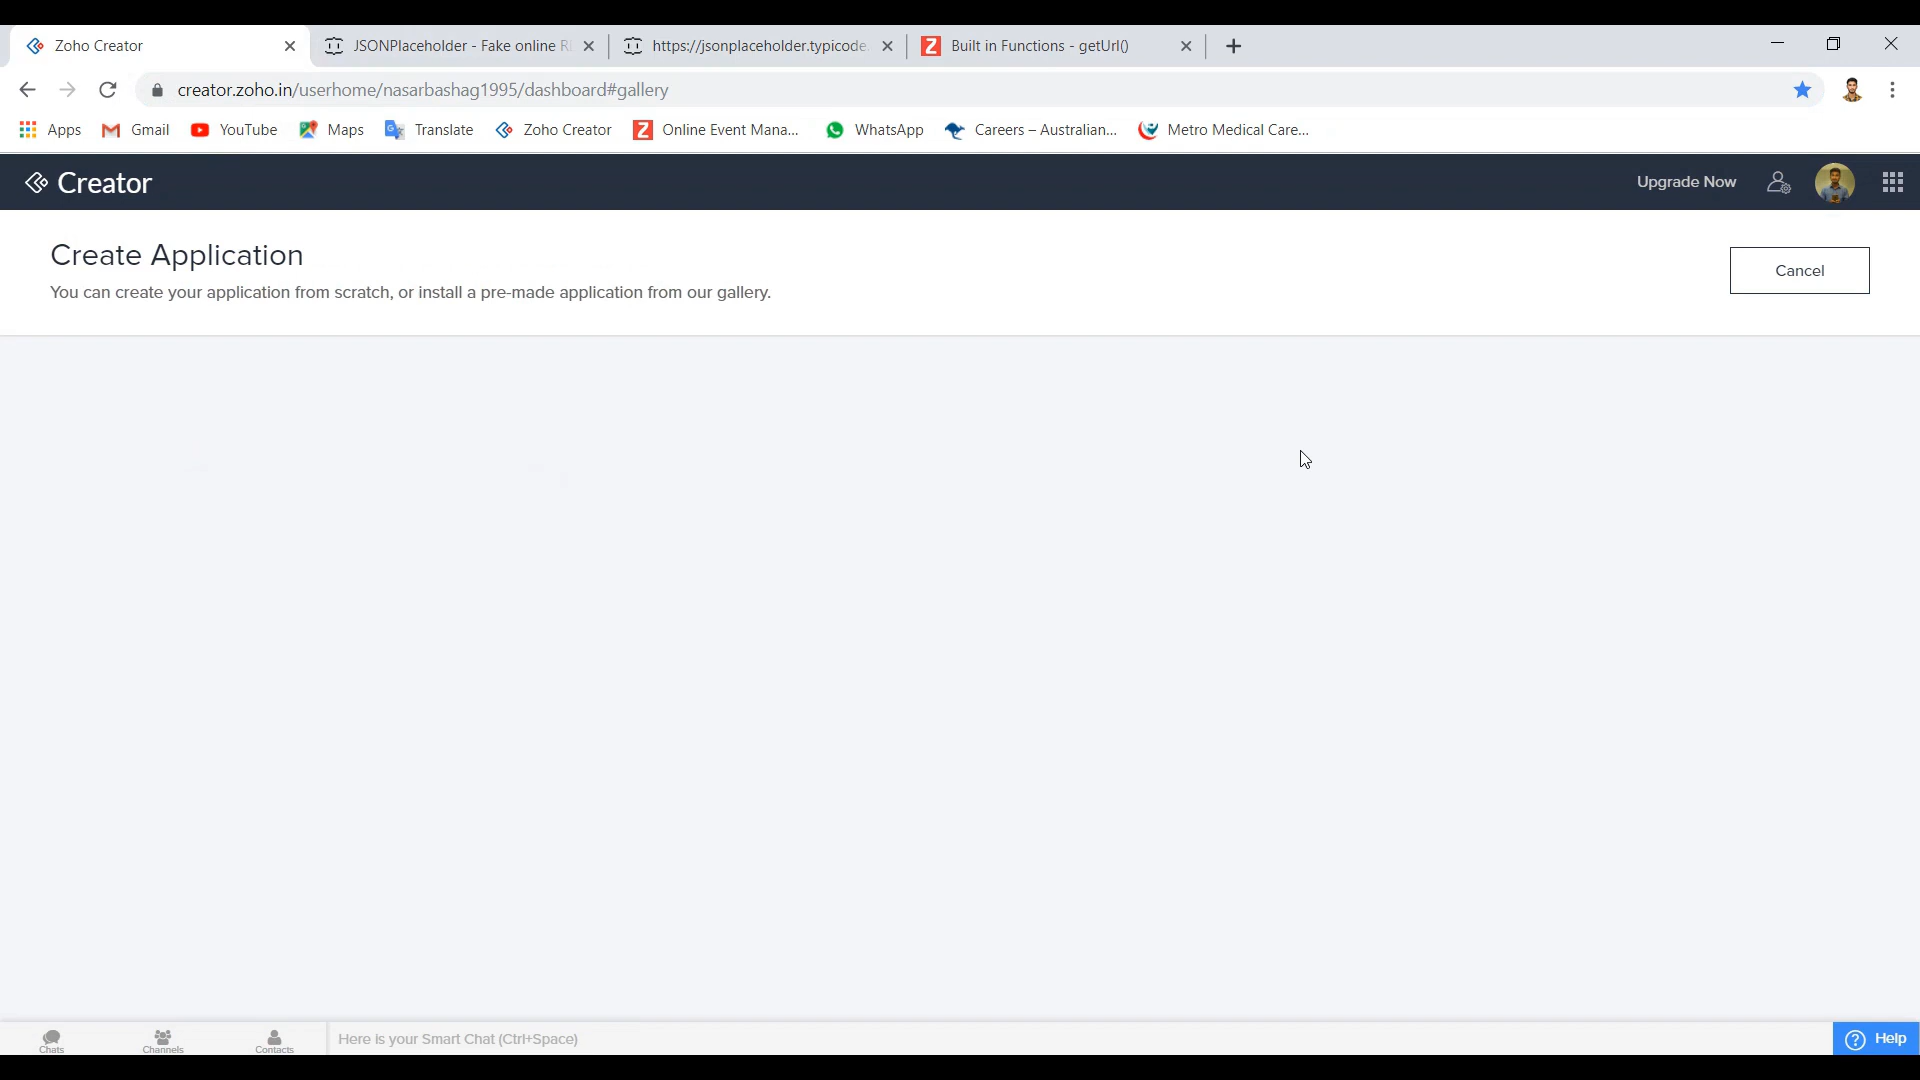 Zoho Creator
JSONPlaceholder - Fake online R
https://jsonplaceholder.typicode.
Built in Functions - getUrl()
creator.zoho.in/userhome/nasarbashag1995/dashboard#gallery
Apps
Gmail
YouTube
Maps
Translate
Zoho Creator
Online Event Mana...
WhatsApp
Careers – Australian...
Metro Medical Care...
Creator
Upgrade Now
Create Application
You can create your application from scratch, or install a pre-made application from our gallery.
Cancel
Chats
Channels
Contacts
Here is your Smart Chat (Ctrl+Space)
Help